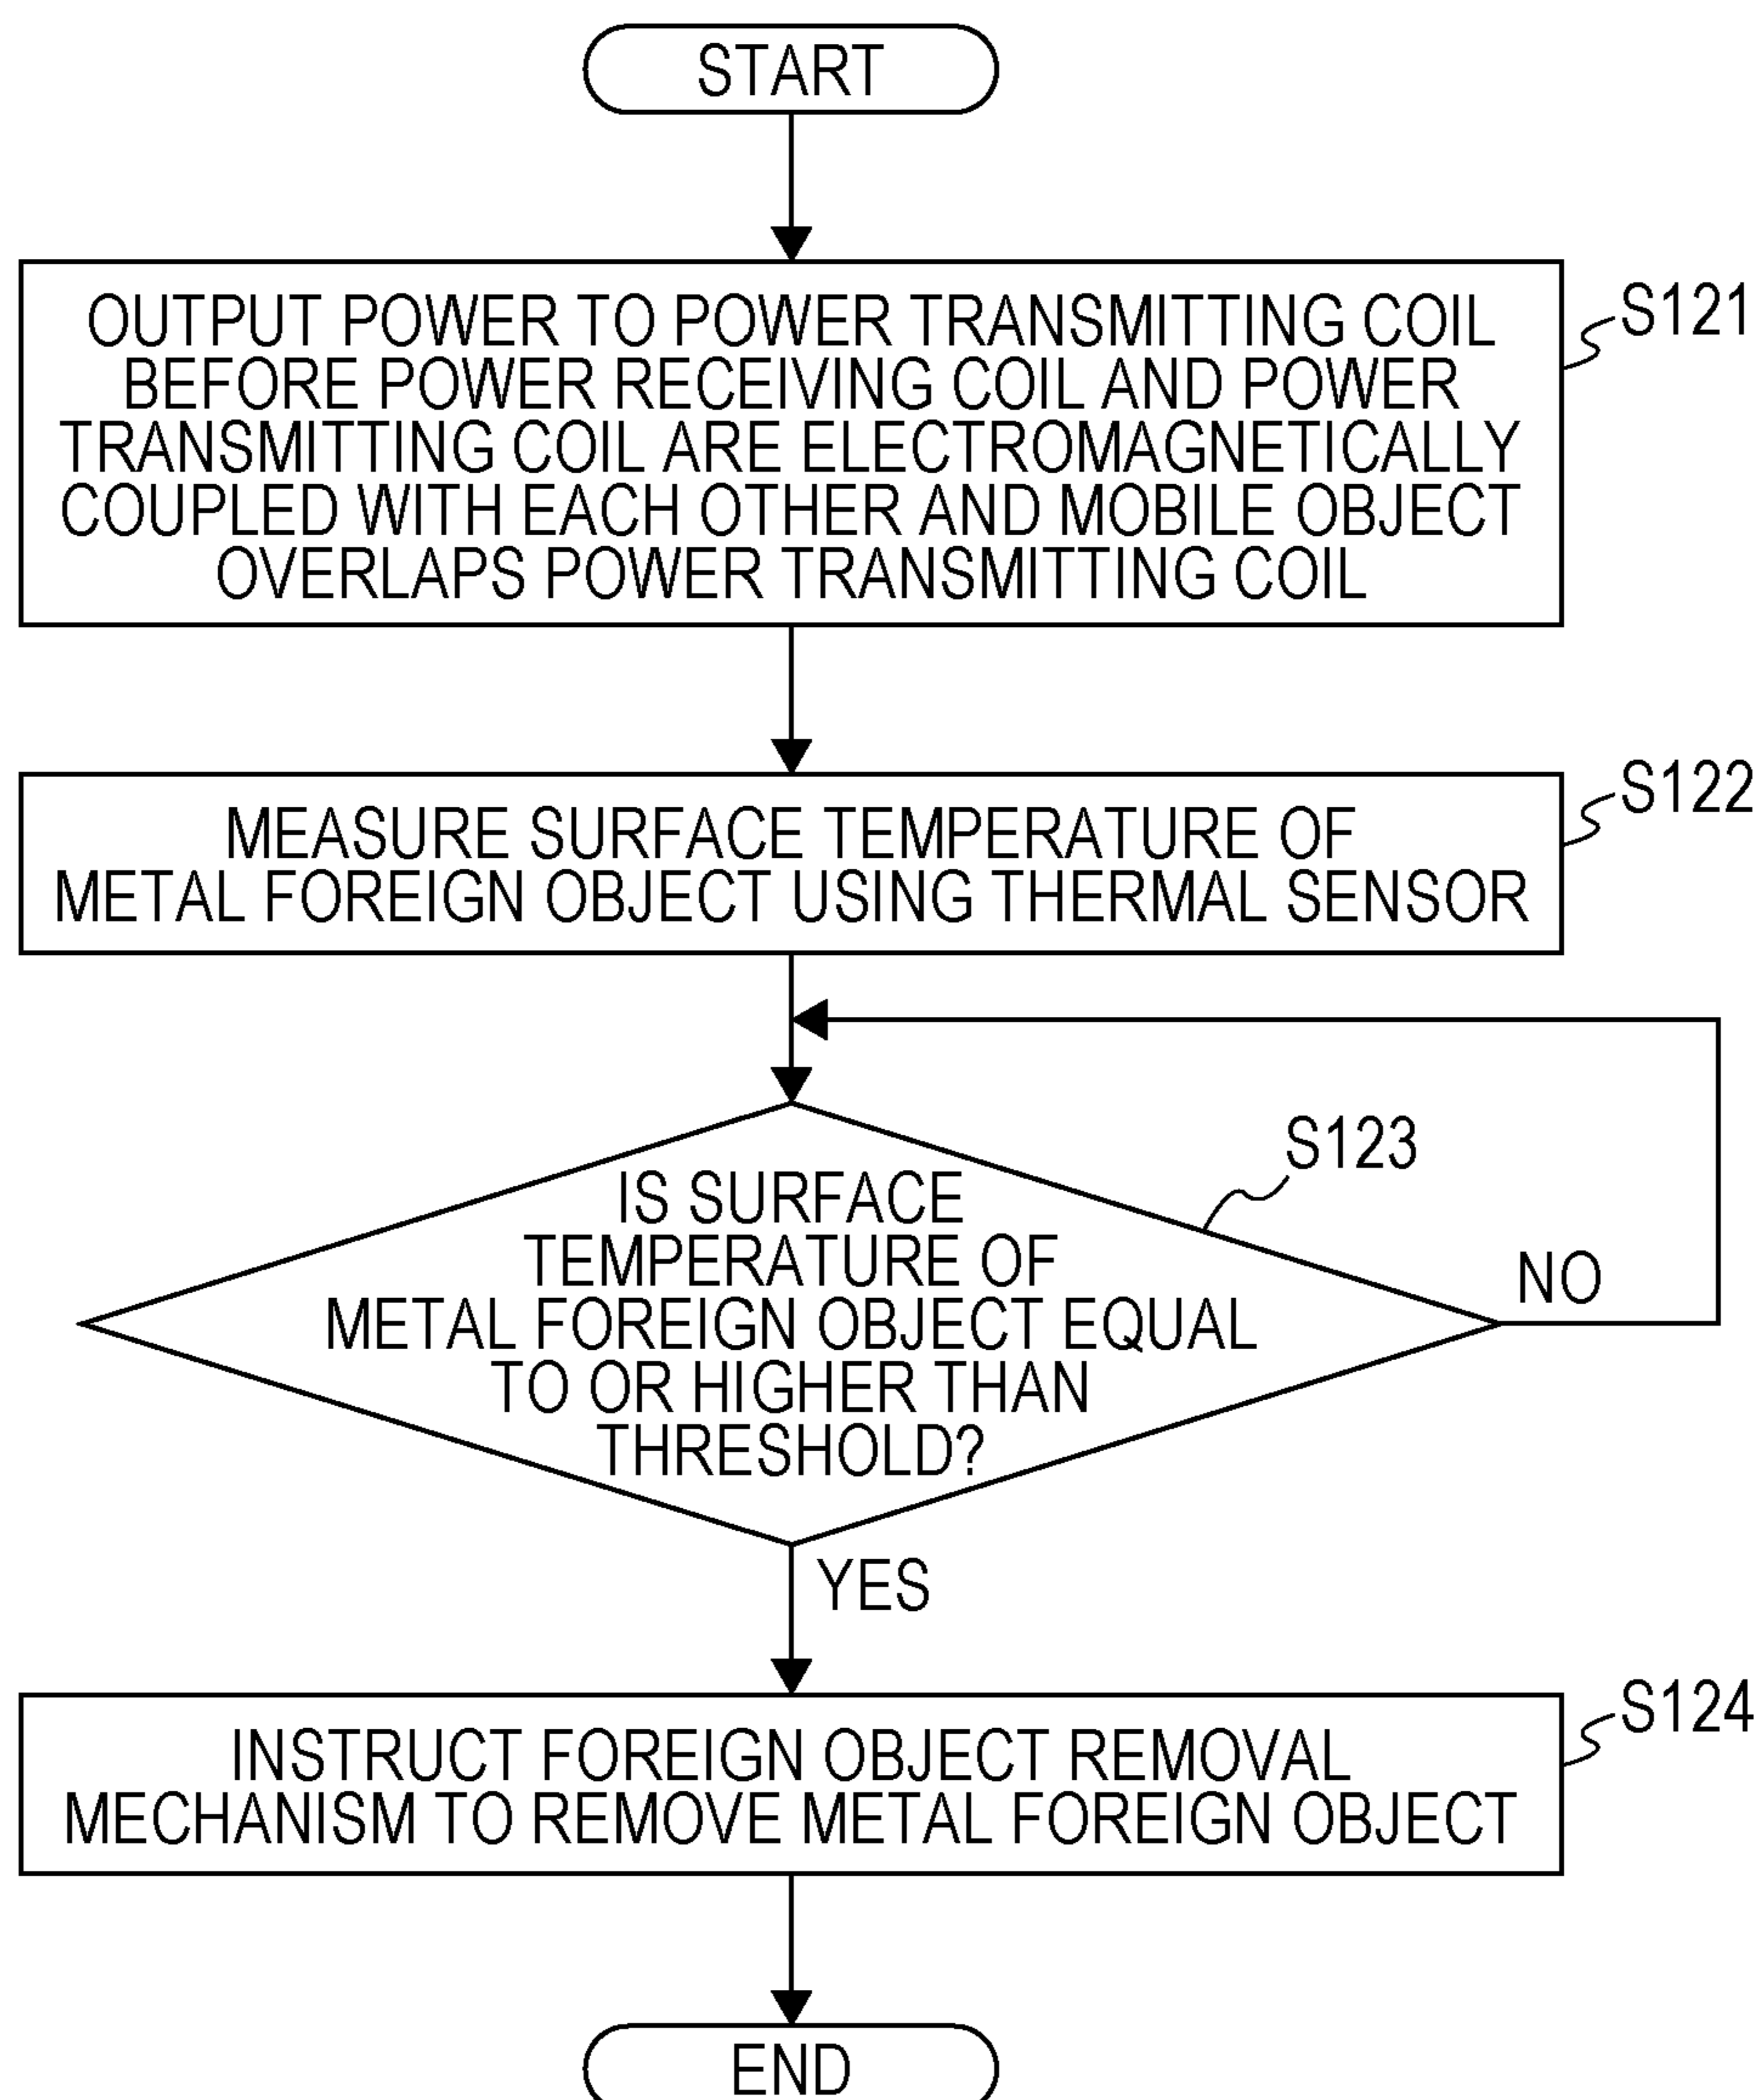 START
OUTPUT POWER TO POWER TRANSMITTING COIL
BEFORE POWER RECEIVING COIL AND POWER
TRANSMITTING COIL ARE ELECTROMAGNETICALLY
COUPLED WITH EACH OTHER AND MOBILE OBJECT
OVERLAPS POWER TRANSMITTING COIL
S121
MEASURE SURFACE TEMPERATURE OF
METAL FOREIGN OBJECT USING THERMAL SENSOR
S122
IS SURFACE
TEMPERATURE OF
METAL FOREIGN OBJECT EQUAL
TO OR HIGHER THAN
THRESHOLD?
S123
NO
YES
INSTRUCT FOREIGN OBJECT REMOVAL
MECHANISM TO REMOVE METAL FOREIGN OBJECT
S124
END